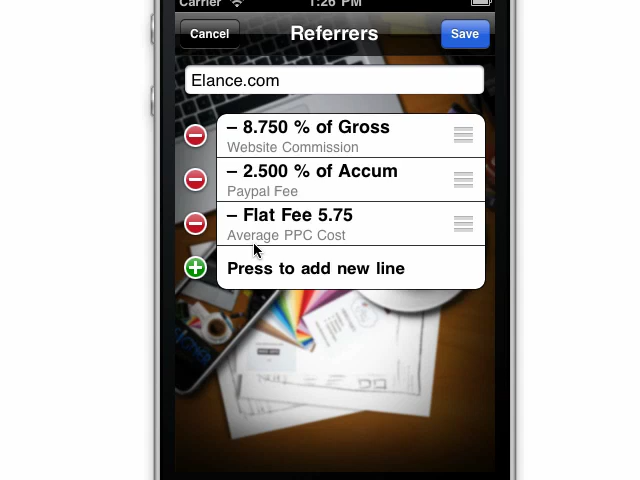 Carrier 1:26 PM
Cancel Referrers Save
Elance.com
– 8.750 % of Gross
Website Commission
– 2.500 % of Accum
Paypal Fee
– Flat Fee 5.75
Average PPC Cost
Press to add new line